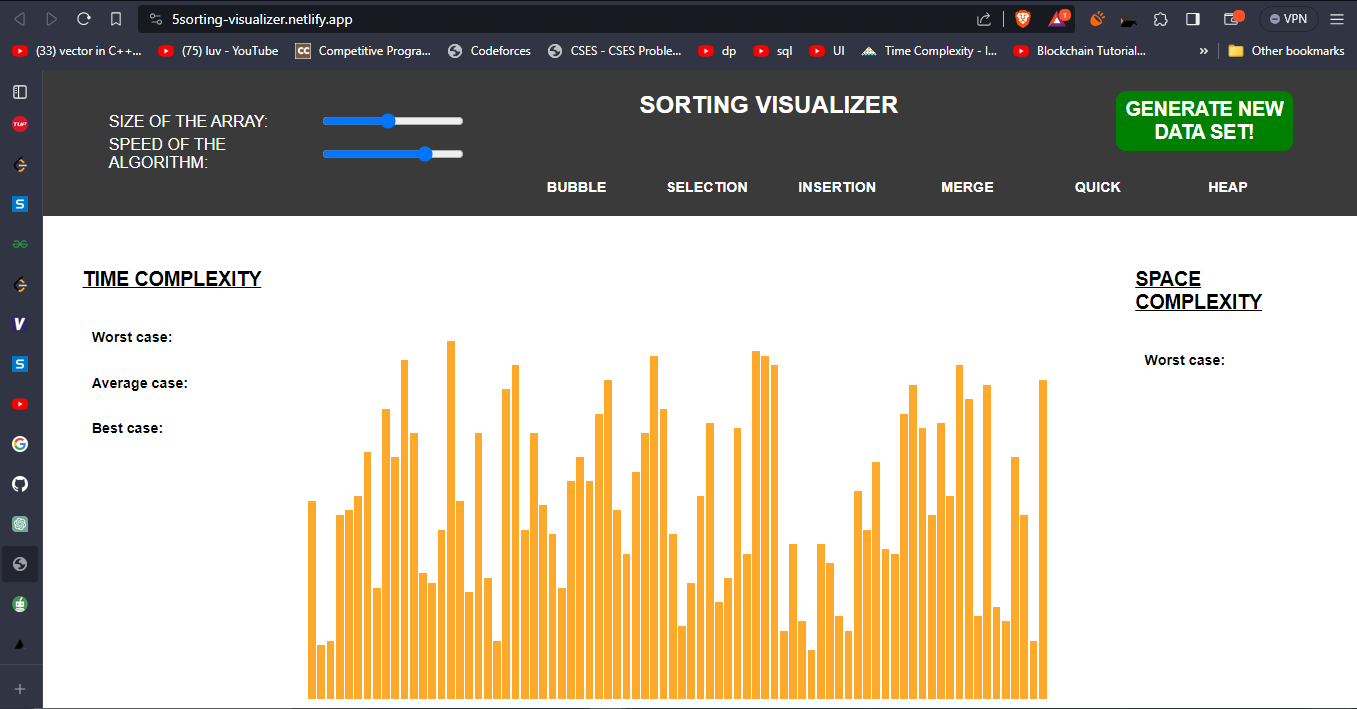 5sorting-visualizer.netlify.app
1
VPN
(33) vector in C++...
(75) luv - YouTube
CC
Competitive Progra...
Codeforces
CSES - CSES Proble...
dp
sql
UI
Time Complexity - I...
Blockchain Tutorial...
»
Other bookmarks
TUF
S
V
S
SORTING VISUALIZER
SIZE OF THE ARRAY:
SPEED OF THE
ALGORITHM:
GENERATE NEW
DATA SET!
BUBBLE
SELECTION
INSERTION
MERGE
QUICK
HEAP
TIME COMPLEXITY
Worst case:
Average case:
Best case:
SPACE
COMPLEXITY
Worst case: